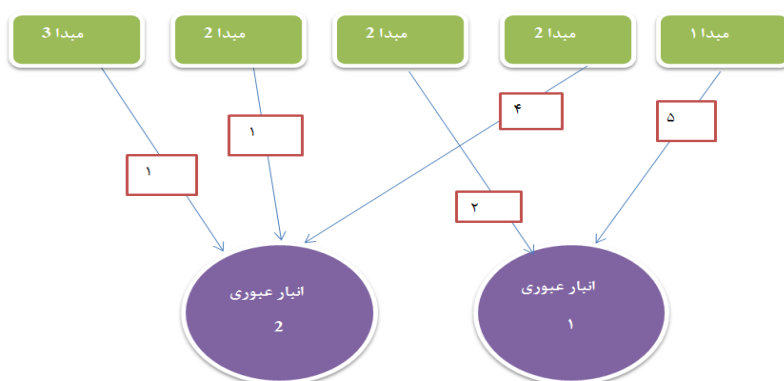 مبدا ۱
مبدا 2
مبدا 2
مبدا 2
مبدا 3
۵
۴
۱
۱
۲
انبار عبوری
۱
انبار عبوری
2